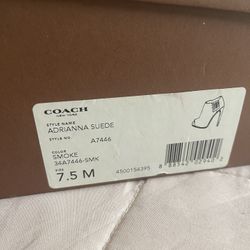 COACH
NEW YORK
STYLE NAME
ADRIANNA SUEDE
STYLE NO.
A7446
COLOR
SMOKE
34A7446-SMK
SIZE
7.5 M
4500154395